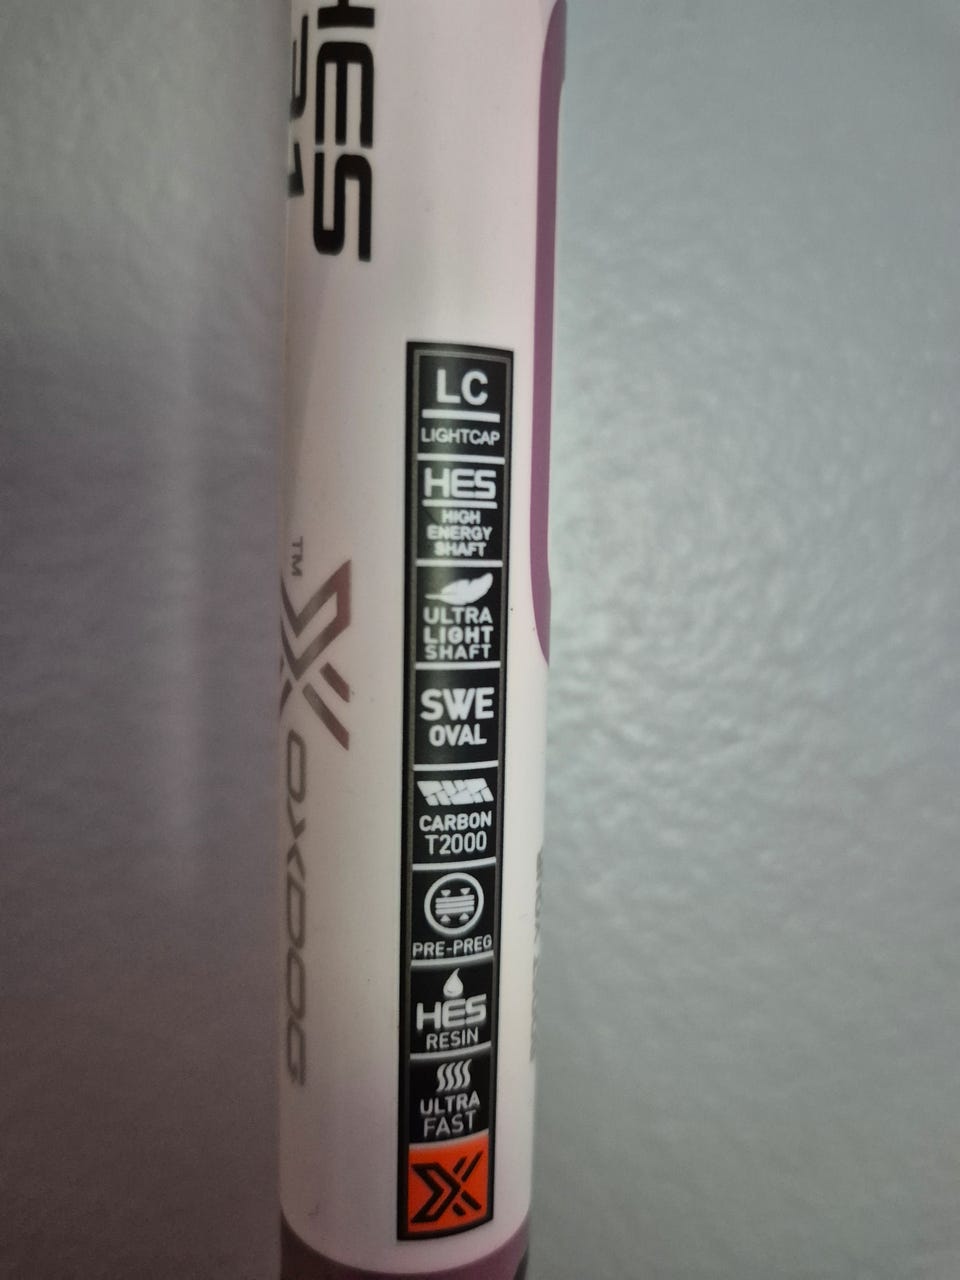 HES
31
LC
LIGHTCAP
HES
HIGH
ENERGY
SHAFT
ULTRA
LIGHT
SHAFT
SWE
OVAL
CARBON
T2000
PRE-PREG
HES
RESIN
ULTRA
FAST
TM
OXDOG